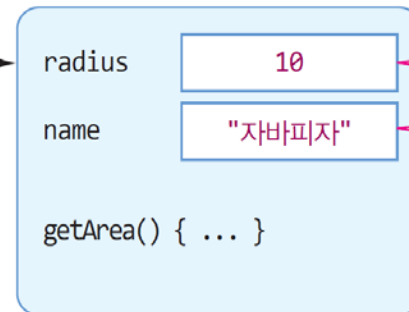 radius 10
name "자바피자"
getArea() { ... }